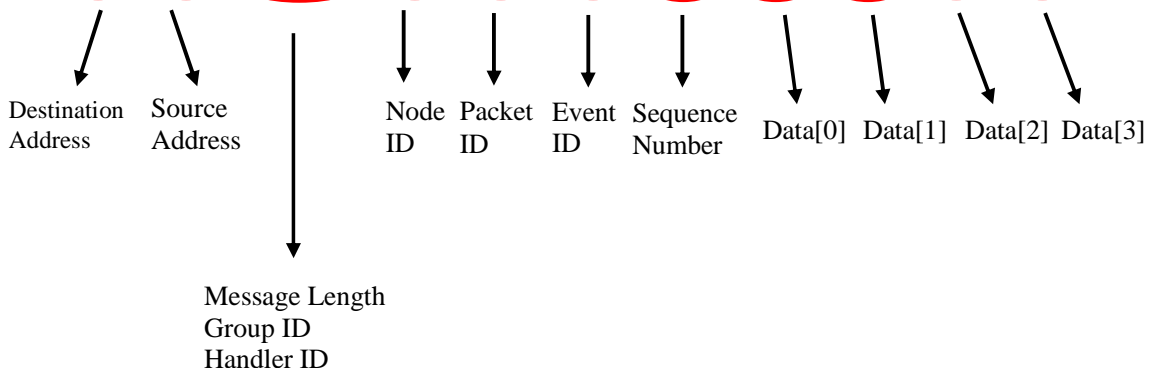 Destination
Address
Source
Address
Node
ID
Packet
ID
Event
ID
Sequence
Number
Data[0]
Data[1]
Data[2]
Data[3]
Message Length
Group ID
Handler ID